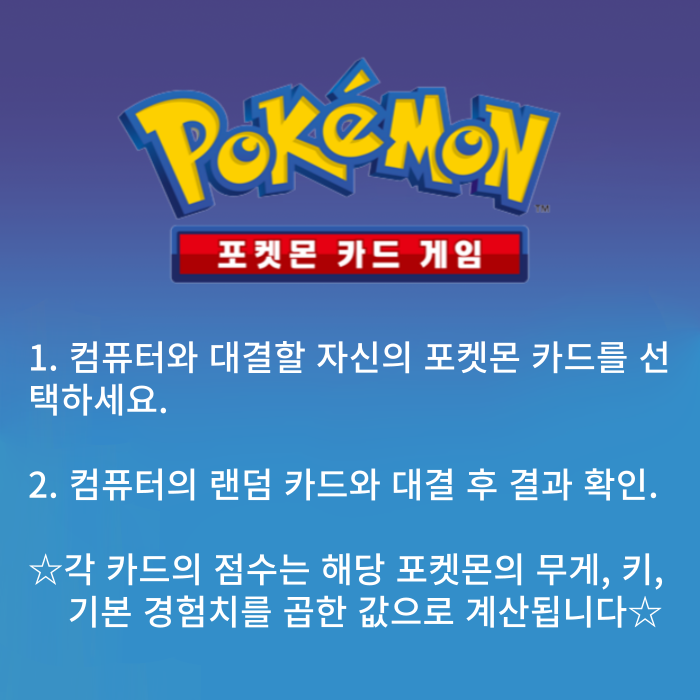 POKéMON
TM
포켓몬 카드 게임
1. 컴퓨터와 대결할 자신의 포켓몬 카드를 선
택하세요.
2. 컴퓨터의 랜덤 카드와 대결 후 결과 확인.
☆각 카드의 점수는 해당 포켓몬의 무게, 키,
기본 경험치를 곱한 값으로 계산됩니다☆